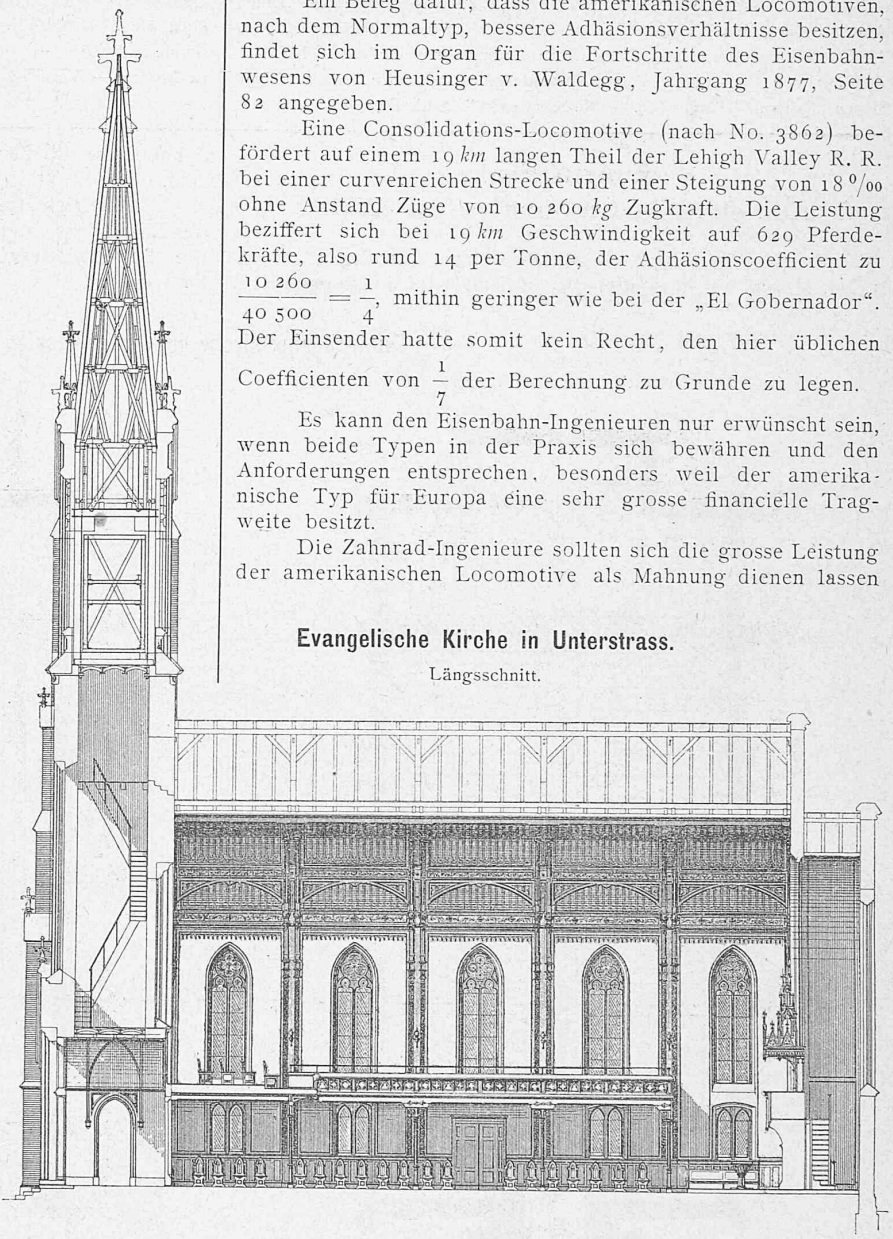 Ein Beleg dafür, dass die amerikanischen Locomotiven,
nach dem Normaltyp, bessere Adhäsionsverhältnisse besitzen,
findet sich im Organ für die Fortschritte des Eisenbahn-
wesens von Heusinger v. Waldegg, Jahrgang 1877, Seite
82 angegeben.
Eine Consolidations-Locomotive (nach No. 3862) be-
fördert auf einem 19 km langen Theil der Lehigh Valley R. R.
bei einer curvenreichen Strecke und einer Steigung von 18 ‰
ohne Anstand Züge von 10 260 kg Zugkraft. Die Leistung
beziffert sich bei 19 km Geschwindigkeit auf 629 Pferde-
kräfte, also rund 14 per Tonne, der Adhäsionscoefficient zu
10 260 / 40 500 = 1/4, mithin geringer wie bei der „El Gobernador“.
Der Einsender hatte somit kein Recht, den hier üblichen
Coefficienten von 1/7 der Berechnung zu Grunde zu legen.
Es kann den Eisenbahn-Ingenieuren nur erwünscht sein,
wenn beide Typen in der Praxis sich bewähren und den
Anforderungen entsprechen, besonders weil der amerika-
nische Typ für Europa eine sehr grosse financielle Trag-
weite besitzt.
Die Zahnrad-Ingenieure sollten sich die grosse Leistung
der amerikanischen Locomotive als Mahnung dienen lassen
Evangelische Kirche in Unterstrass.
Längsschnitt.